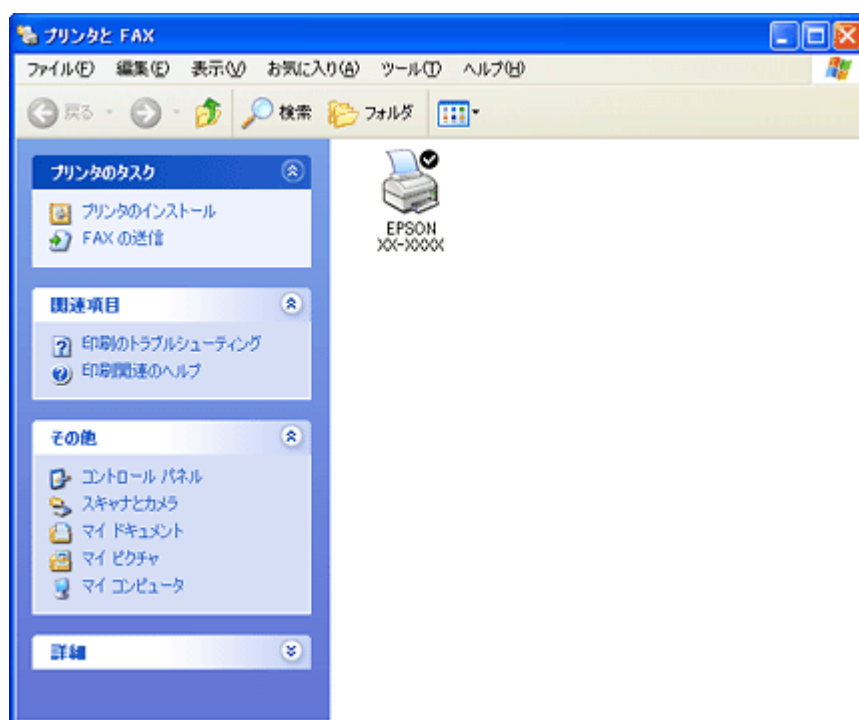 プリンタと FAX
ファイル(F) 編集(E) 表示(V) お気に入り(A) ツール(T) ヘルプ(H)
戻る 検索 フォルダ
プリンタのタスク
プリンタのインストール
FAX の送信
関連項目
印刷のトラブルシューティング
印刷関連のヘルプ
その他
コントロール パネル
スキャナとカメラ
マイ ドキュメント
マイ ピクチャ
マイ コンピュータ
詳細
EPSON
XX-XXXX